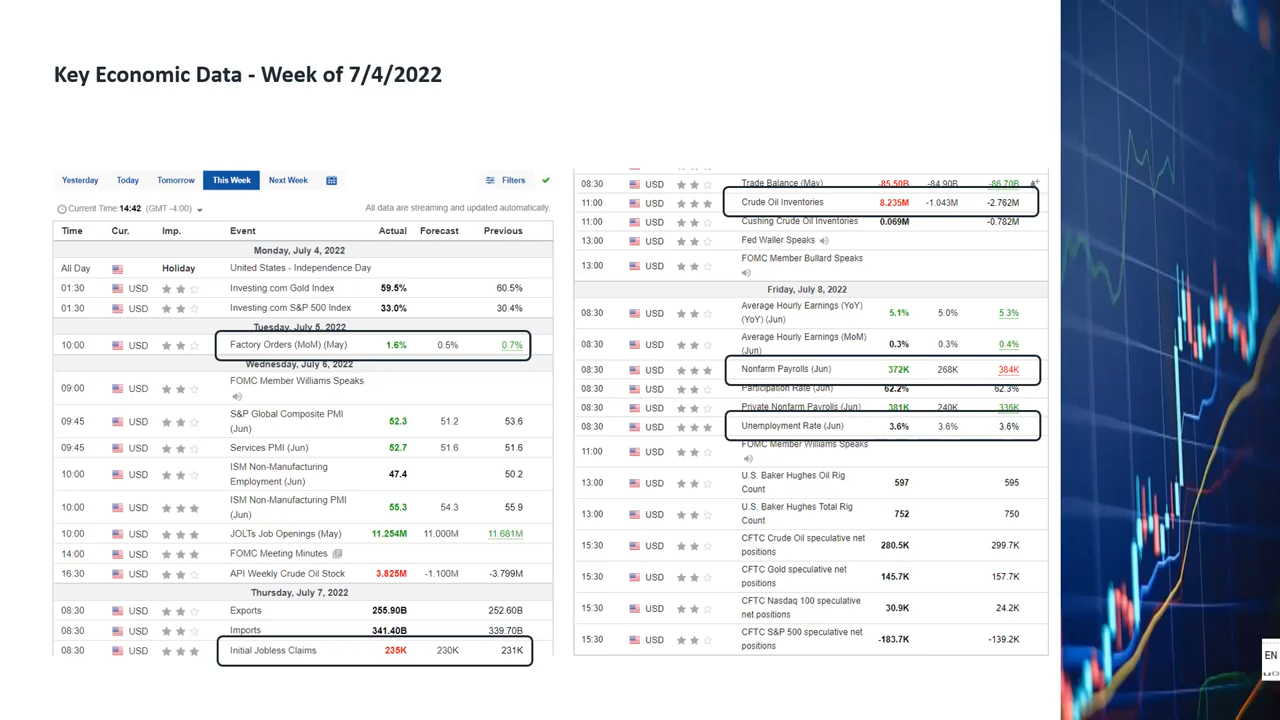 Key Economic Data - Week of 7/4/2022
Yesterday Today Tomorrow This Week Next Week Filters
Current Time: 14:42 (GMT -4:00) All data are streaming and updated automatically.
Time Cur. Imp. Event Actual Forecast Previous
Monday, July 4, 2022
All Day Holiday United States - Independence Day
01:30 USD Investing.com Gold Index 59.5% 60.5%
01:30 USD Investing.com S&P 500 Index 33.0% 30.4%
Tuesday, July 5, 2022
10:00 USD Factory Orders (MoM) (May) 1.6% 0.5% 0.7%
Wednesday, July 6, 2022
09:00 USD FOMC Member Williams Speaks
09:45 USD S&P Global Composite PMI
(Jun) 52.3 51.2 53.6
09:45 USD Services PMI (Jun) 52.7 51.6 51.6
10:00 USD ISM Non-Manufacturing
Employment (Jun) 47.4 50.2
10:00 USD ISM Non-Manufacturing PMI
(Jun) 55.3 54.3 55.9
10:00 USD JOLTs Job Openings (May) 11.254M 11.000M 11.681M
14:00 USD FOMC Meeting Minutes
16:30 USD API Weekly Crude Oil Stock 3.825M -1.100M -3.799M
Thursday, July 7, 2022
08:30 USD Exports 255.90B 252.60B
08:30 USD Imports 341.40B 339.70B
08:30 USD Initial Jobless Claims 235K 230K 231K
08:30 USD Trade Balance (May) -85.50B -84.90B -86.70B
11:00 USD Crude Oil Inventories 8.235M -1.043M -2.762M
11:00 USD Cushing Crude Oil Inventories 0.069M -0.782M
13:00 USD Fed Waller Speaks
13:00 USD FOMC Member Bullard Speaks
Friday, July 8, 2022
08:30 USD Average Hourly Earnings (YoY)
(YoY) (Jun) 5.1% 5.0% 5.3%
08:30 USD Average Hourly Earnings (MoM)
(Jun) 0.3% 0.3% 0.4%
08:30 USD Nonfarm Payrolls (Jun) 372K 268K 384K
08:30 USD Participation Rate (Jun) 62.2% 62.3%
08:30 USD Private Nonfarm Payrolls (Jun) 381K 240K 336K
08:30 USD Unemployment Rate (Jun) 3.6% 3.6% 3.6%
11:00 USD FOMC Member Williams Speaks
13:00 USD U.S. Baker Hughes Oil Rig
Count 597 595
13:00 USD U.S. Baker Hughes Total Rig
Count 752 750
15:30 USD CFTC Crude Oil speculative net
positions 280.5K 299.7K
15:30 USD CFTC Gold speculative net
positions 145.7K 157.7K
15:30 USD CFTC Nasdaq 100 speculative
net positions 30.9K 24.2K
15:30 USD CFTC S&P 500 speculative net
positions -183.7K -139.2K
EN